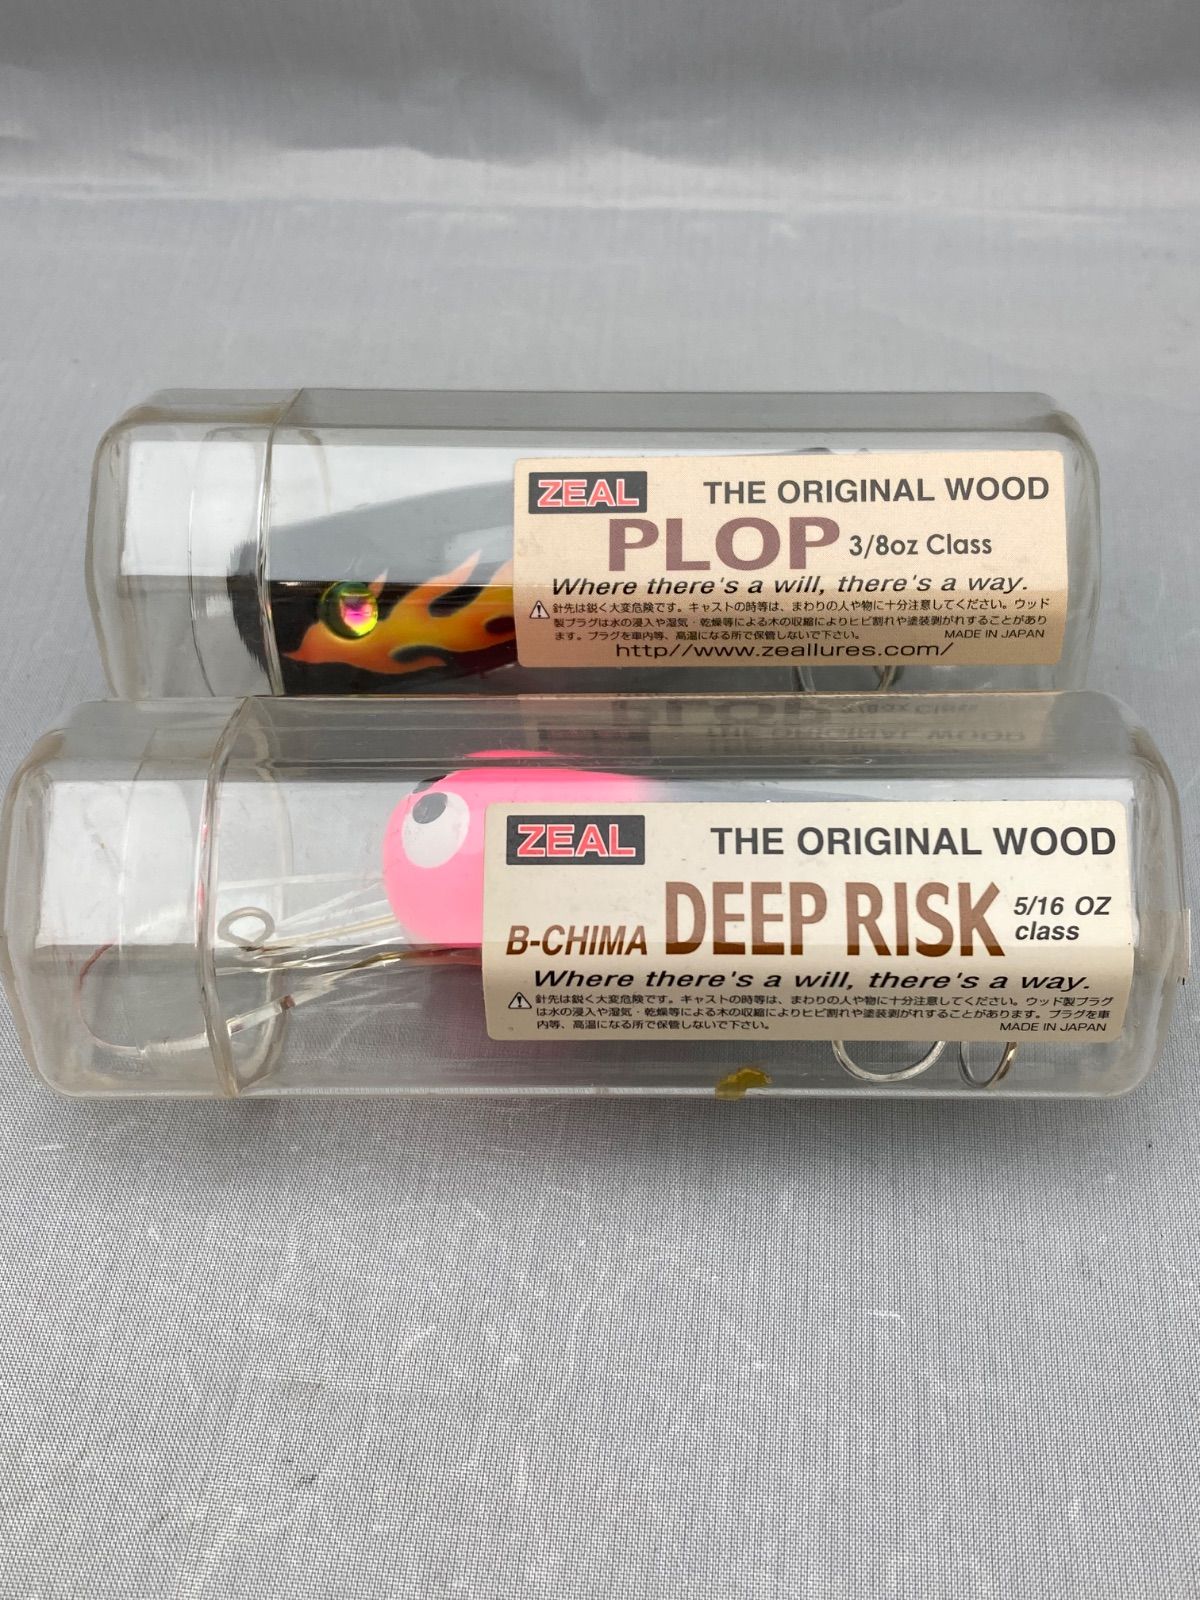 ZEAL THE ORIGINAL WOOD
PLOP 3/8oz Class
Where there's a will, there's a way.
針先は鋭く大変危険です。キャストの時等は、まわりの人や物に十分注意してください。ウッド
製プラグは水の浸入や湿気・乾燥等による木の収縮によりヒビ割れや塗装剥がれすることがあり
ます。プラグを車内等、高温になる所で保管しないで下さい。 MADE IN JAPAN
http//www.zeallures.com/
ZEAL THE ORIGINAL WOOD
B-CHIMA DEEP RISK 5/16 OZ
class
Where there's a will, there's a way.
針先は鋭く大変危険です。キャストの時等は、まわりの人や物に十分注意してください。ウッド製プラグ
は水の浸入や湿気・乾燥等による木の収縮によりヒビ割れや塗装剥がれすることがあります。プラグを車
内等、高温になる所で保管しないで下さい。 MADE IN JAPAN